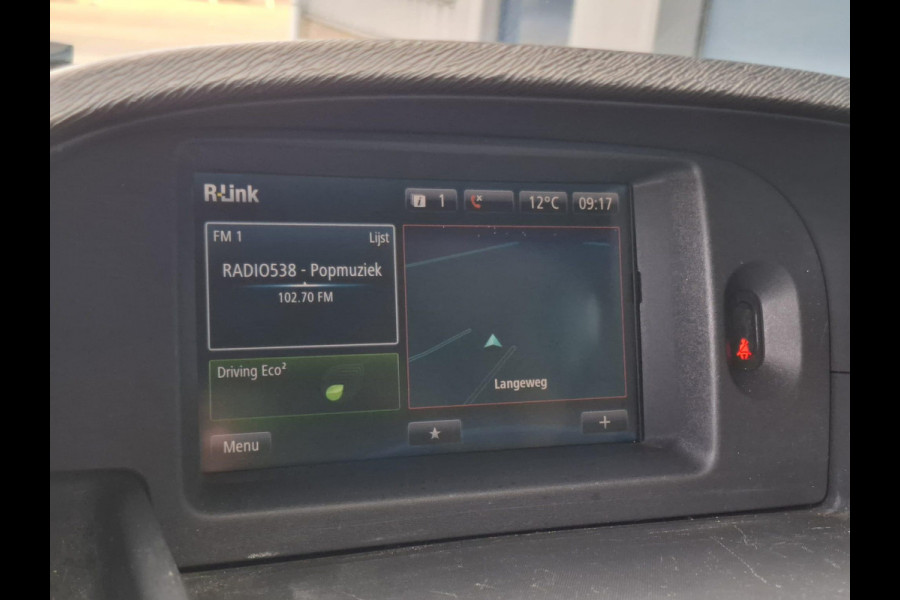 R-Link
i 1
12°C
09:17
FM 1
Lijst
RADIO538 - Popmuziek
102.70 FM
Driving Eco²
Langeweg
Menu
+